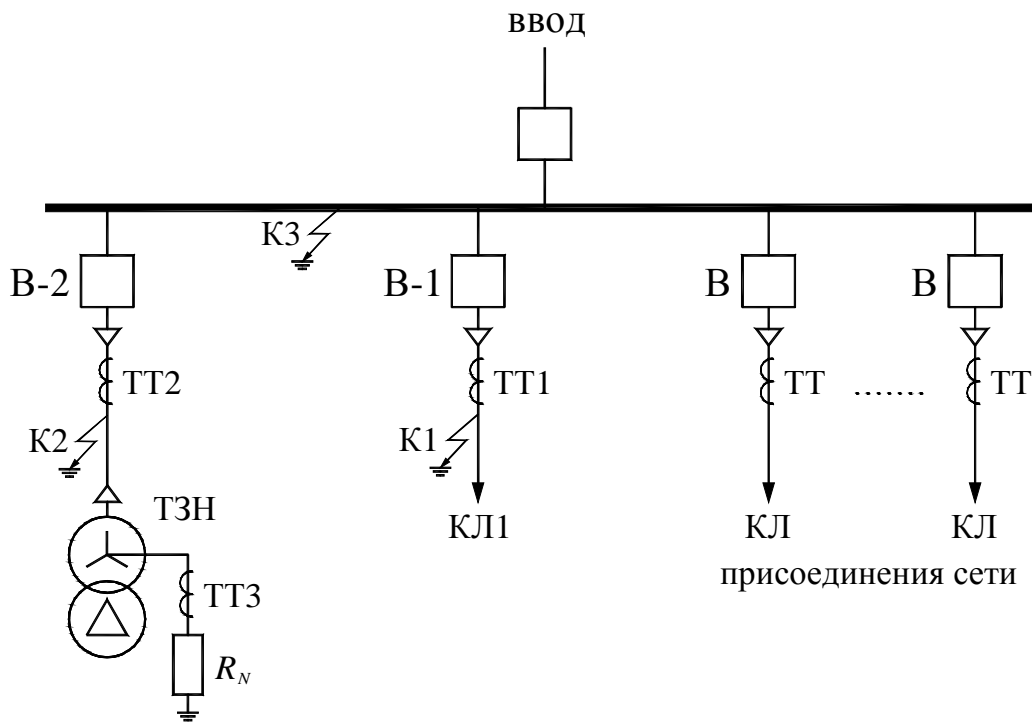 ввод
К3
В-2
В-1
В
В
ТТ2
ТТ1
ТТ
.......
ТТ
К2
К1
ТЗН
КЛ1
КЛ
КЛ
присоединения сети
ТТ3
R_N